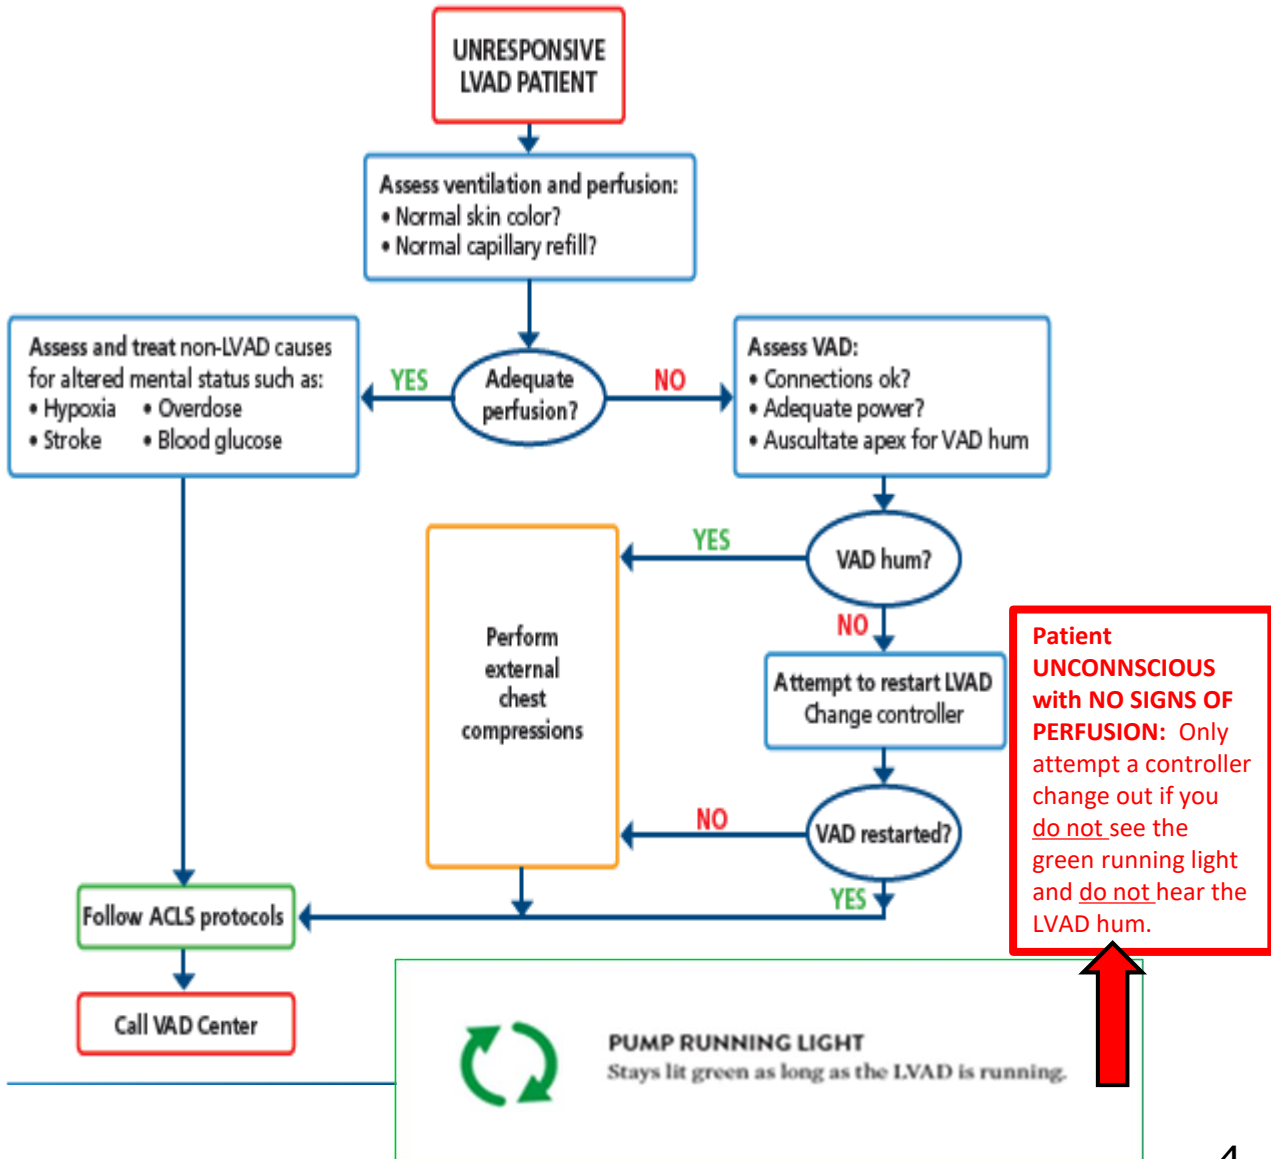 UNRESPONSIVE
LVAD PATIENT
Assess ventilation and perfusion:
• Normal skin color?
• Normal capillary refill?
Adequate
perfusion?
YES
NO
Assess and treat non-LVAD causes
for altered mental status such as:
• Hypoxia • Overdose
• Stroke • Blood glucose
Assess VAD:
• Connections ok?
• Adequate power?
• Auscultate apex for VAD hum
VAD hum?
YES
NO
Perform
external
chest
compressions
Attempt to restart LVAD
Change controller
Patient
UNCONNSCIOUS
with NO SIGNS OF
PERFUSION: Only
attempt a controller
change out if you
do not see the
green running light
and do not hear the
LVAD hum.
VAD restarted?
NO
YES
Follow ACLS protocols
Call VAD Center
PUMP RUNNING LIGHT
Stays lit green as long as the LVAD is running.
4